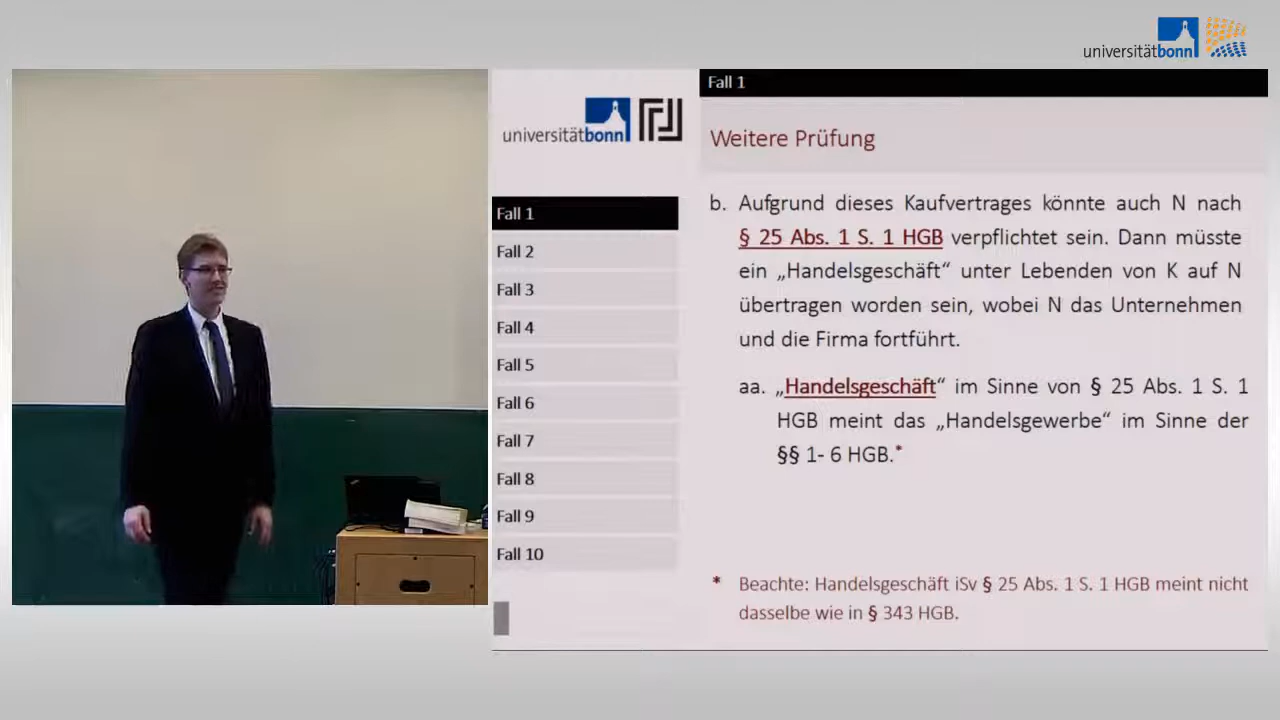 universitätbonn
Fall 1
universitätbonn
Weitere Prüfung
Fall 1
Fall 2
Fall 3
Fall 4
Fall 5
Fall 6
Fall 7
Fall 8
Fall 9
Fall 10
b. Aufgrund dieses Kaufvertrages könnte auch N nach
§ 25 Abs. 1 S. 1 HGB verpflichtet sein. Dann müsste
ein „Handelsgeschäft“ unter Lebenden von K auf N
übertragen worden sein, wobei N das Unternehmen
und die Firma fortführt.
aa. „Handelsgeschäft“ im Sinne von § 25 Abs. 1 S. 1
HGB meint das „Handelsgewerbe“ im Sinne der
§§ 1- 6 HGB.*
* Beachte: Handelsgeschäft iSv § 25 Abs. 1 S. 1 HGB meint nicht
dasselbe wie in § 343 HGB.